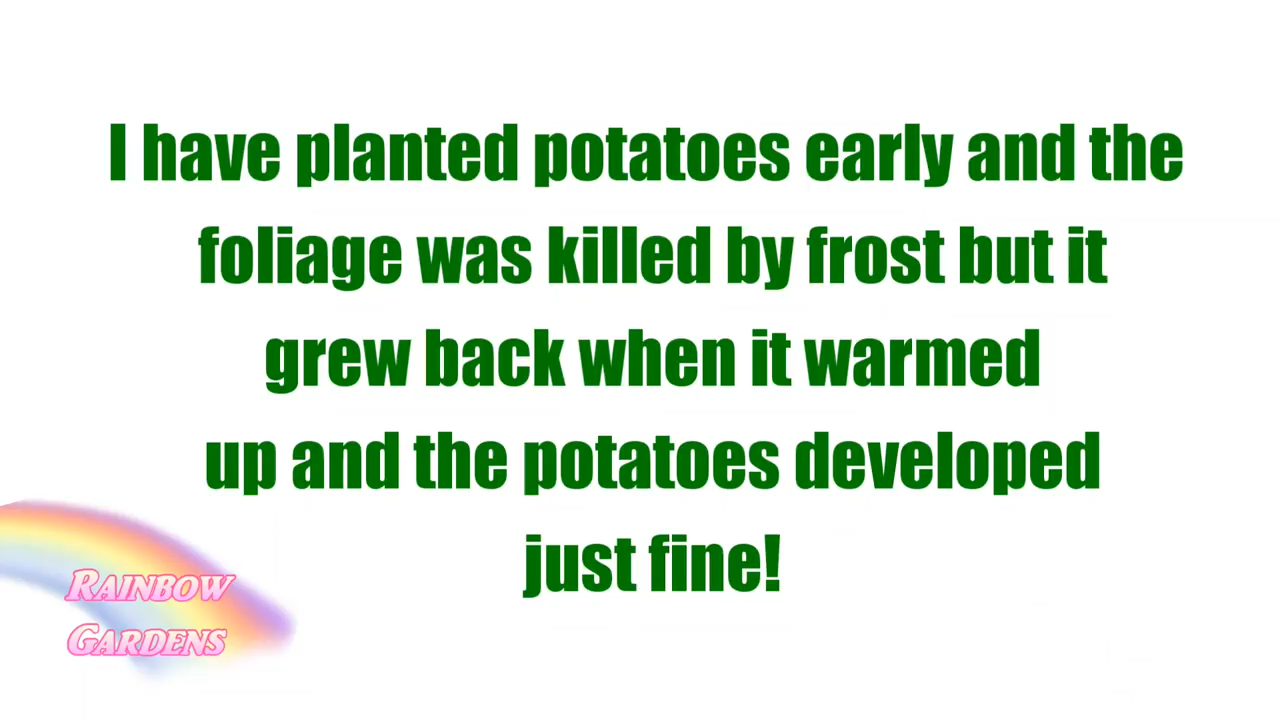 I have planted potatoes early and the
foliage was killed by frost but it
grew back when it warmed
up and the potatoes developed
just fine!
RAINBOW
GARDENS